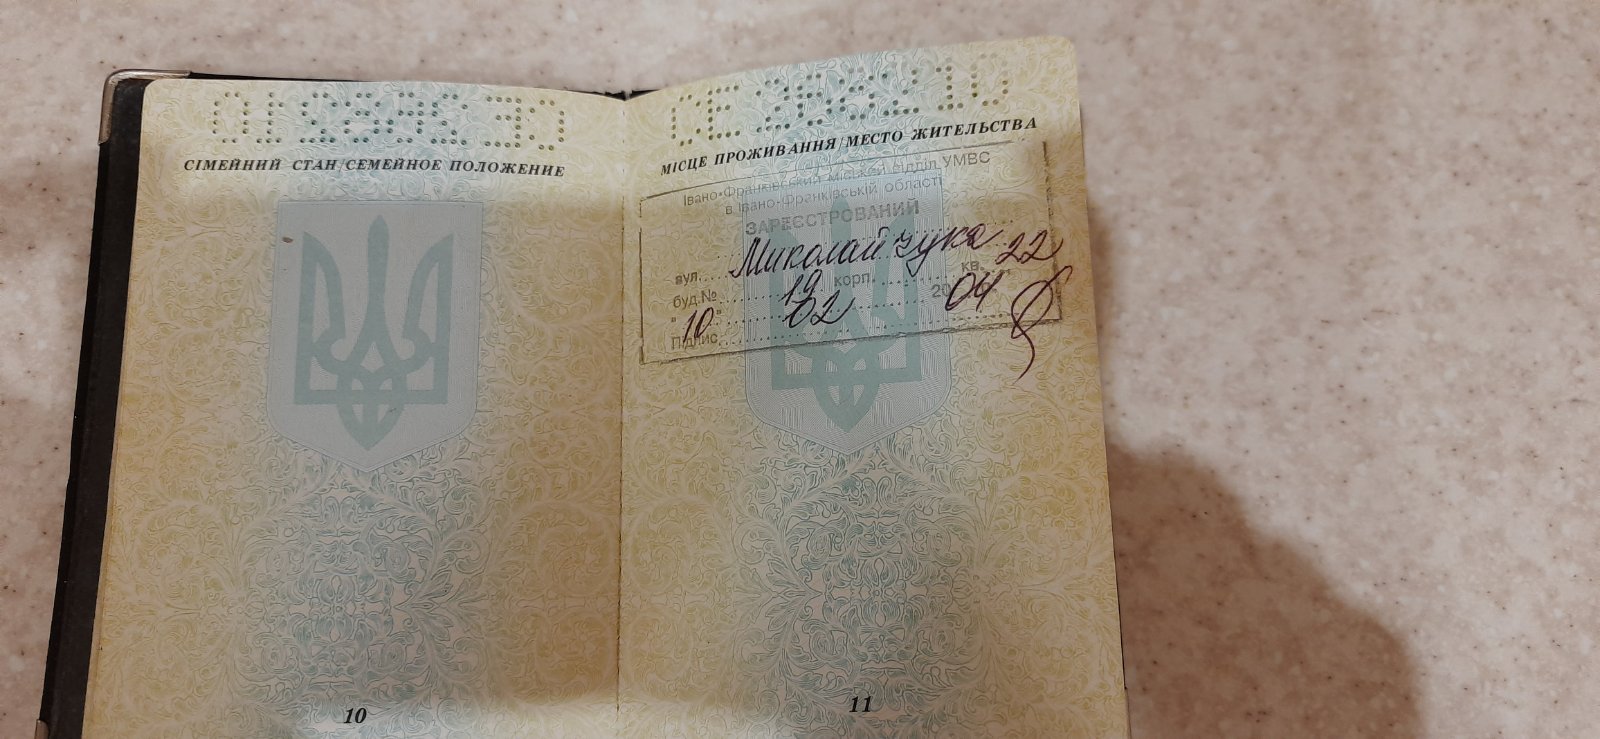 СІМЕЙНИЙ СТАН/СЕМЕЙНОЕ ПОЛОЖЕНИЕ
10
МІСЦЕ ПРОЖИВАННЯ/МЕСТО ЖИТЕЛЬСТВА
Івано-Франківський міський відділ УМВС
в Івано-Франківській області
ЗАРЕЄСТРОВАНИЙ
вул. Миколайчука
буд.№ 19 корп. кв. 22
"10" 02 20 04
Підпис
11